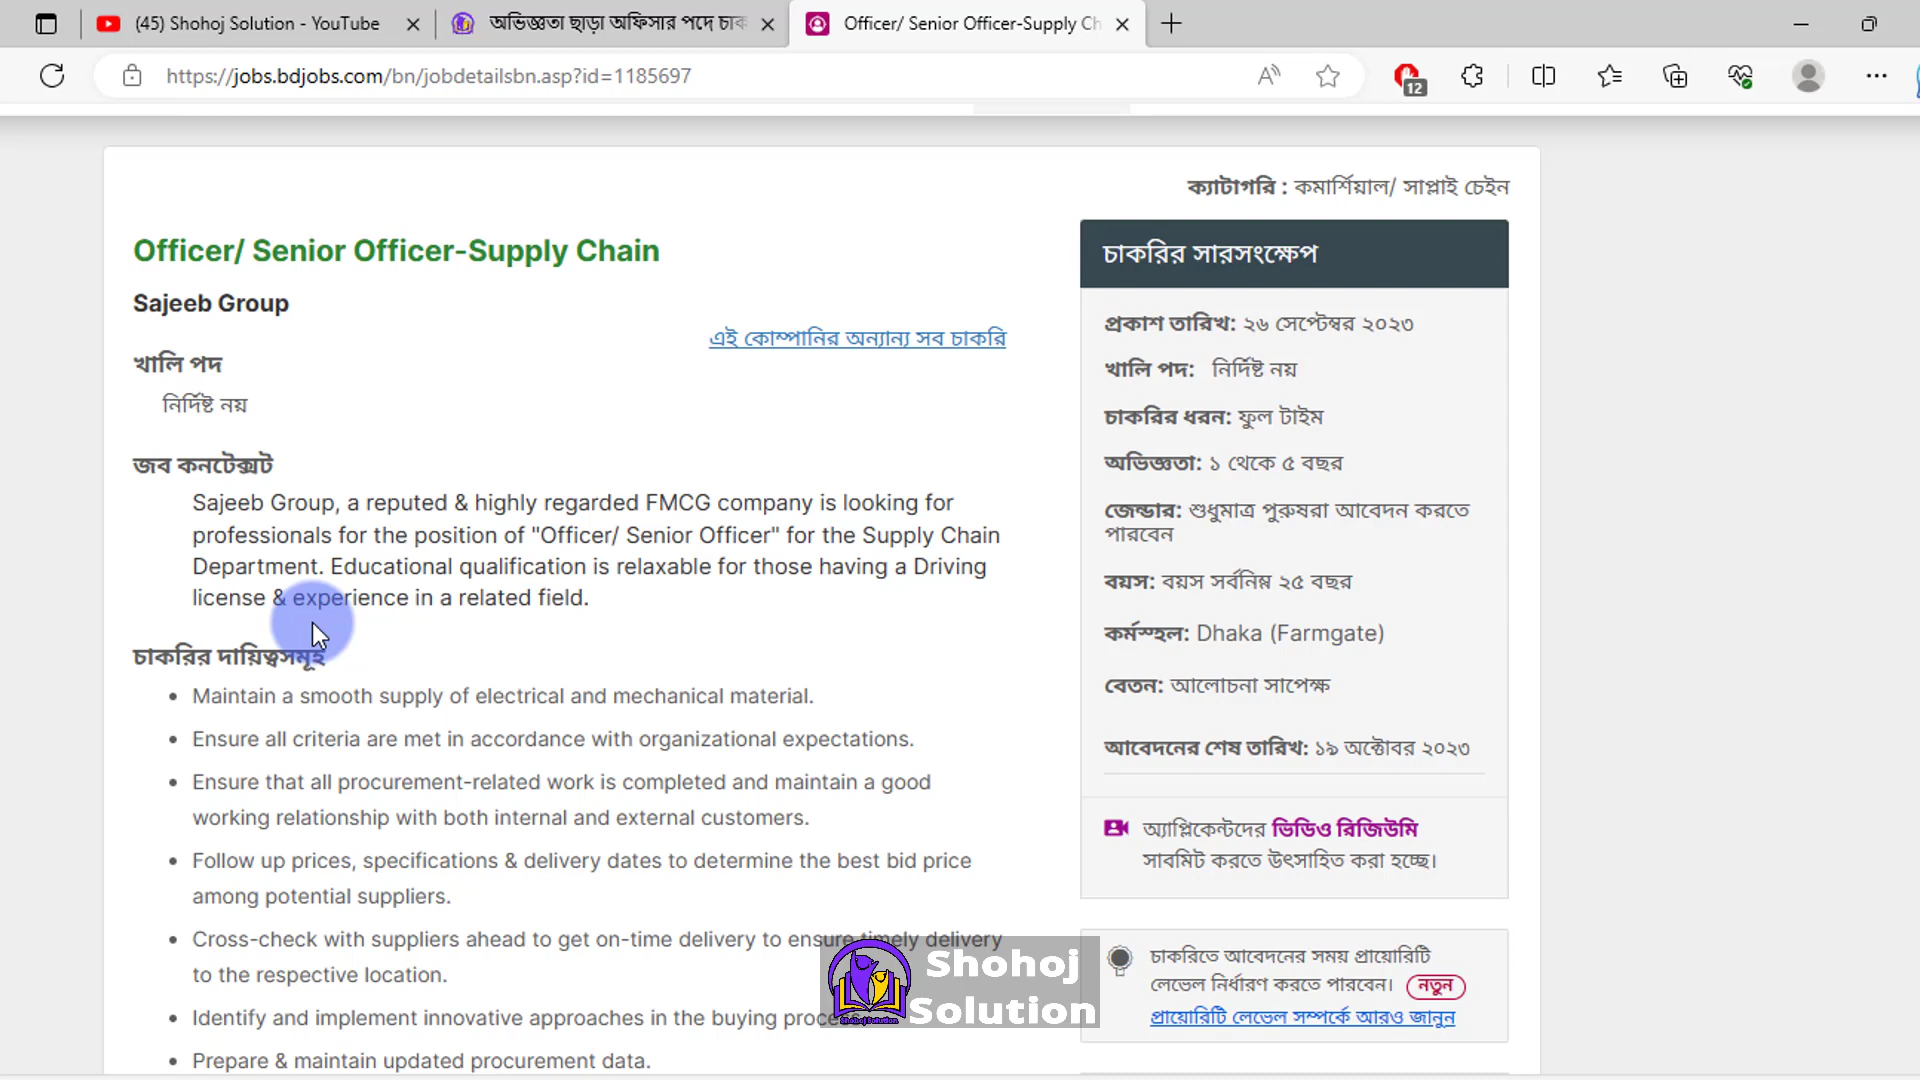 (45) Shohoj Solution - YouTube
অভিজ্ঞতা ছাড়া অফিসার পদে চাক
Officer/ Senior Officer-Supply Ch
https://jobs.bdjobs.com/bn/jobdetailsbn.asp?id=1185697
12
ক্যাটাগরি : কমার্শিয়াল/ সাপ্লাই চেইন
Officer/ Senior Officer-Supply Chain
Sajeeb Group
এই কোম্পানির অন্যান্য সব চাকরি
খালি পদ
নির্দিষ্ট নয়
জব কনটেক্সট
Sajeeb Group, a reputed & highly regarded FMCG company is looking for
professionals for the position of "Officer/ Senior Officer" for the Supply Chain
Department. Educational qualification is relaxable for those having a Driving
license & experience in a related field.
চাকরির দায়িত্বসমূহ
Maintain a smooth supply of electrical and mechanical material.
Ensure all criteria are met in accordance with organizational expectations.
Ensure that all procurement-related work is completed and maintain a good
working relationship with both internal and external customers.
Follow up prices, specifications & delivery dates to determine the best bid price
among potential suppliers.
Cross-check with suppliers ahead to get on-time delivery to ensure timely delivery
to the respective location.
Identify and implement innovative approaches in the buying process
Prepare & maintain updated procurement data.
চাকরির সারসংক্ষেপ
প্রকাশ তারিখ: ২৬ সেপ্টেম্বর ২০২৩
খালি পদ: নির্দিষ্ট নয়
চাকরির ধরন: ফুল টাইম
অভিজ্ঞতা: ১ থেকে ৫ বছর
জেন্ডার: শুধুমাত্র পুরুষরা আবেদন করতে
পারবেন
বয়স: বয়স সর্বনিম্ন ২৫ বছর
কর্মস্হল: Dhaka (Farmgate)
বেতন: আলোচনা সাপেক্ষ
আবেদনের শেষ তারিখ: ১৯ অক্টোবর ২০২৩
অ্যাপ্লিকেন্টদের ভিডিও রিজিউমি
সাবমিট করতে উৎসাহিত করা হচ্ছে।
চাকরিতে আবেদনের সময় প্রায়োরিটি
লেভেল নির্ধারণ করতে পারবেন। নতুন
প্রায়োরিটি লেভেল সম্পর্কে আরও জানুন
Shohoj
Solution
Shohoj Solution